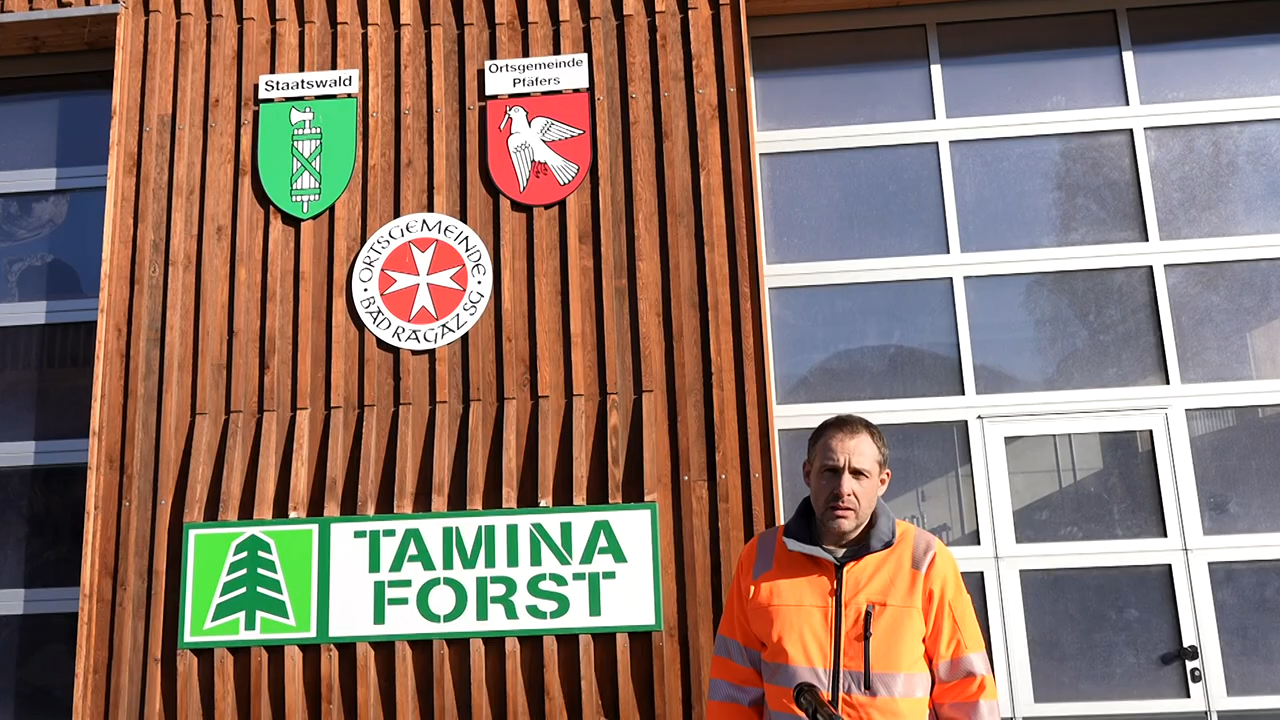 Staatswald
Ortsgemeinde
Pfäfers
ORTSGEMEINDE
· BAD RAGAZ SG ·
TAMINA
FORST